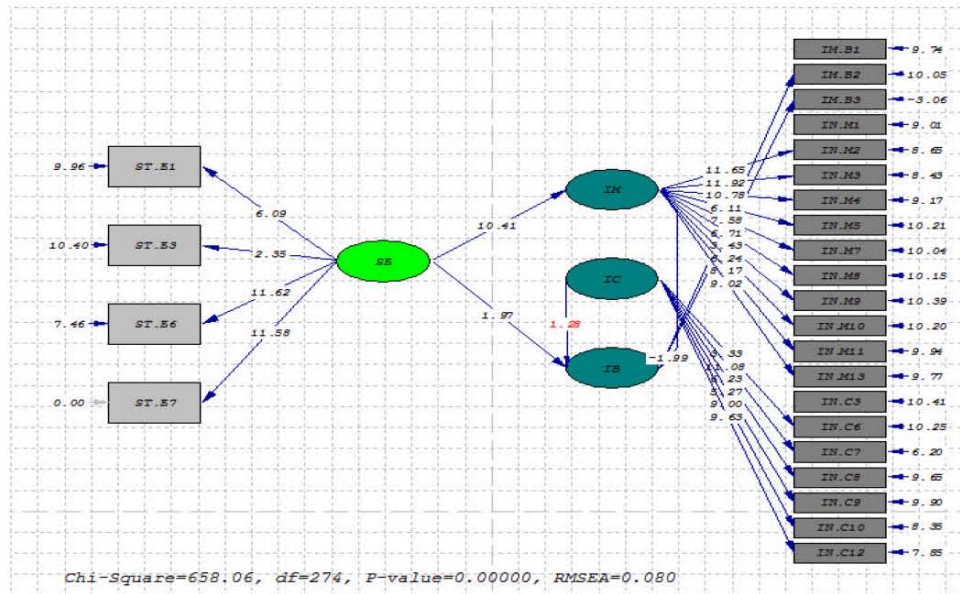 IM.B1 9.74
IM.B2 10.05
IM.B3 -3.06
IN.M1 9.01
IN.M2 8.65
IN.M3 8.43
IN.M4 9.17
IN.M5 10.21
IN.M7 10.04
IN.M8 10.15
IN.M9 10.39
IN.M10 10.20
IN.M11 9.94
IN.M13 9.77
IN.C3 10.41
IN.C6 10.25
IN.C7 6.20
IN.C8 9.65
IN.C9 9.90
IN.C10 8.35
IN.C12 7.85
9.96 ST.E1
10.40 ST.E3
7.46 ST.E6
0.00 ST.E7
6.09
2.35
11.62
11.58
SE
10.41
1.97
IM
IC
IB
1.28
-1.99
11.65
11.92
10.78
6.11
7.58
6.71
3.43
8.17
9.02
11.08
9.00
9.63
Chi-Square=658.06, df=274, P-value=0.00000, RMSEA=0.080